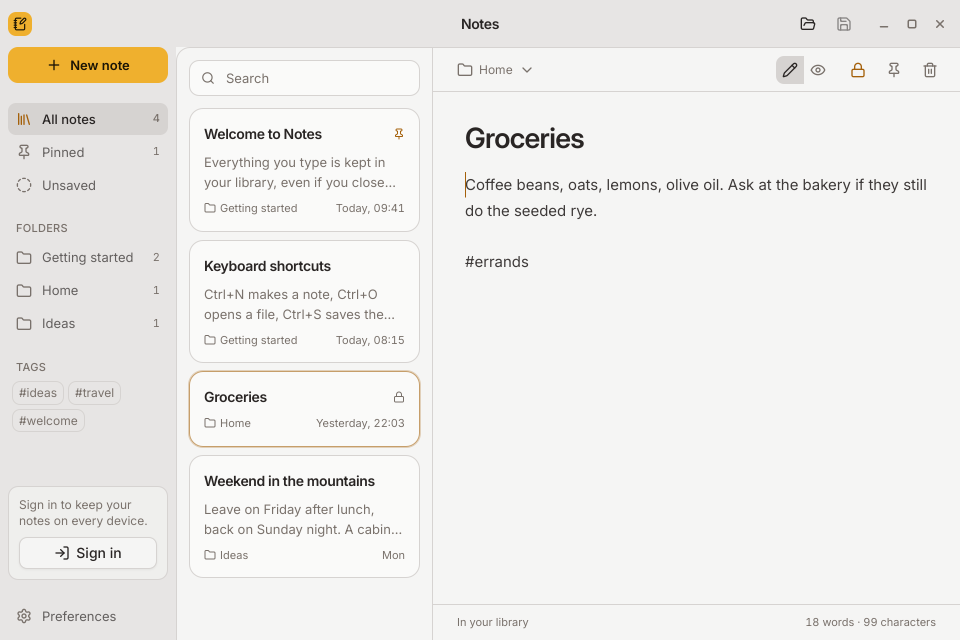 Notes
New note
All notes 4
Pinned 1
Unsaved
FOLDERS
Getting started 2
Home 1
Ideas 1
TAGS
#ideas #travel
#welcome
Sign in to keep your
notes on every device.
Sign in
Preferences
Search
Welcome to Notes
Everything you type is kept in
your library, even if you close...
Getting started Today, 09:41
Keyboard shortcuts
Ctrl+N makes a note, Ctrl+O
opens a file, Ctrl+S saves the...
Getting started Today, 08:15
Groceries
Home Yesterday, 22:03
Weekend in the mountains
Leave on Friday after lunch,
back on Sunday night. A cabin...
Ideas Mon
Home
Groceries
Coffee beans, oats, lemons, olive oil. Ask at the bakery if they still
do the seeded rye.
#errands
In your library 18 words · 99 characters